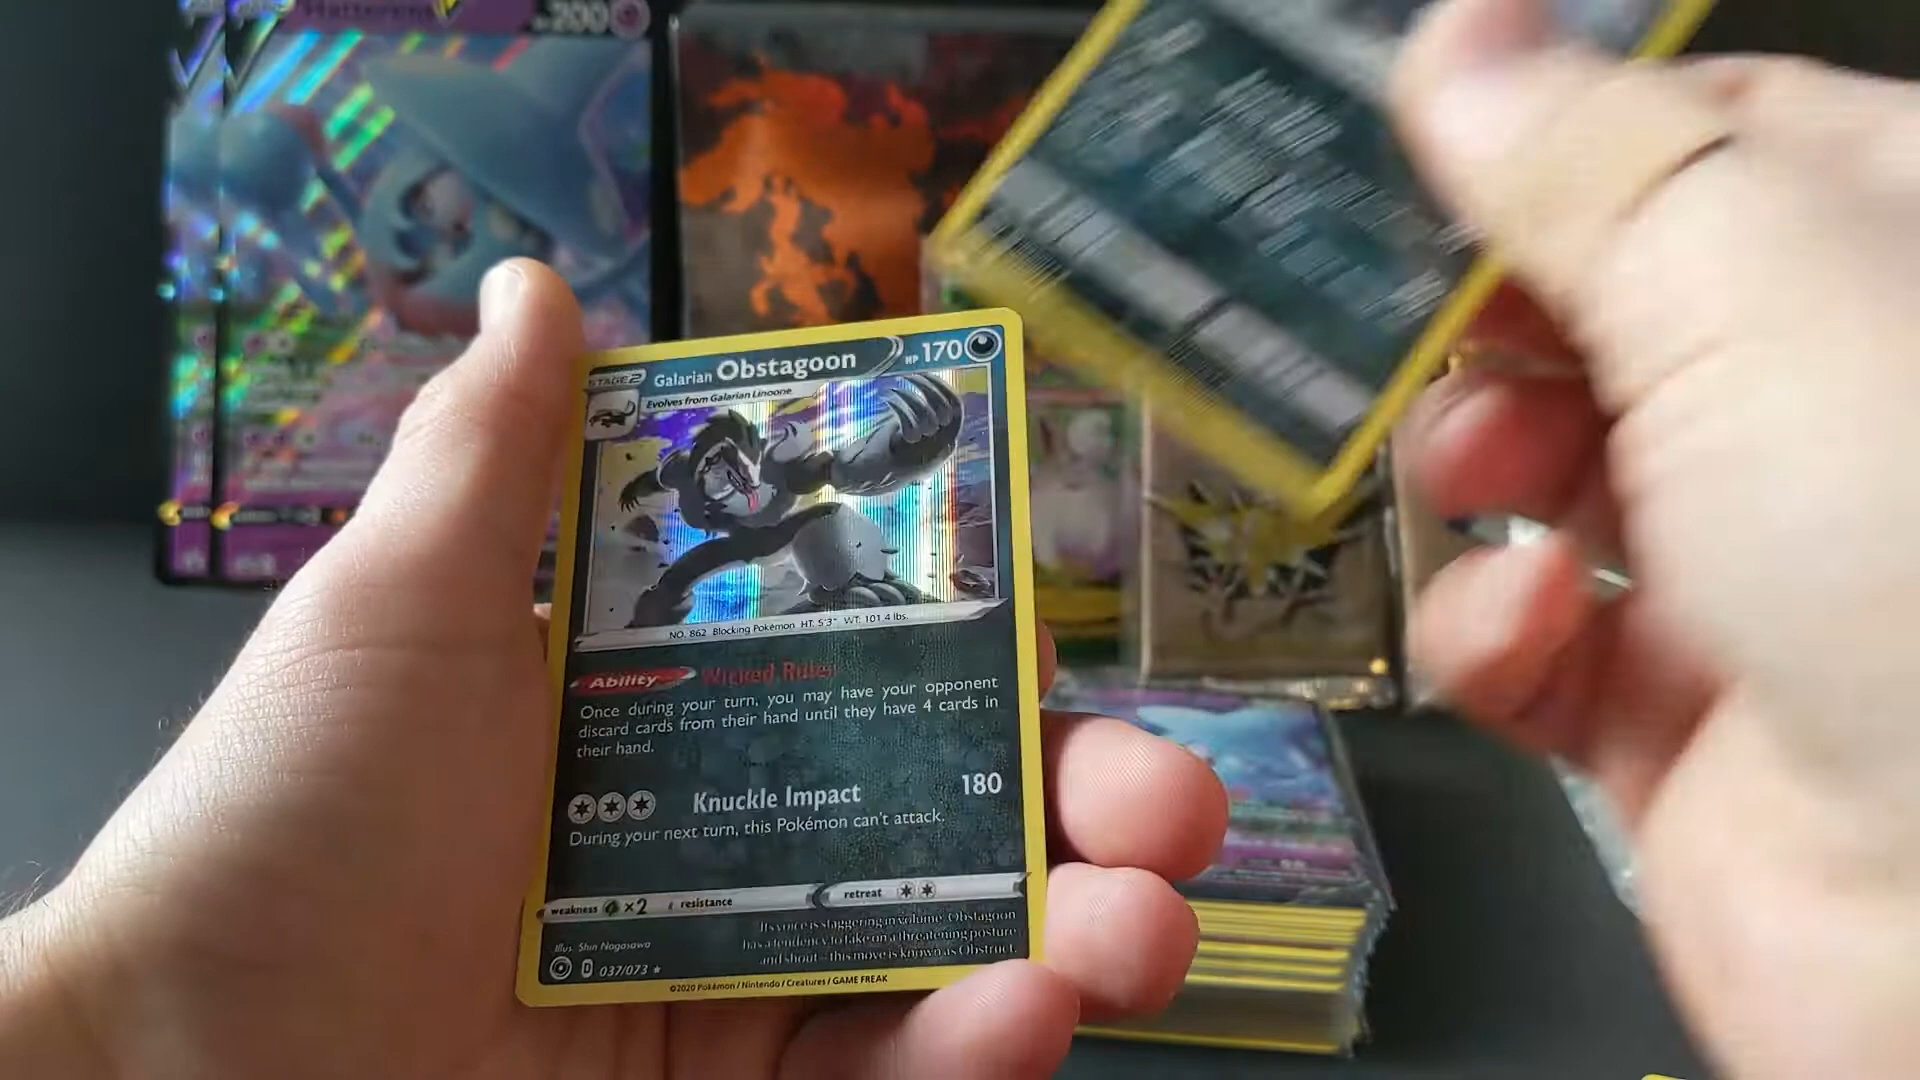 Hatterene V
200
STAGE 2
Galarian Obstagoon
HP 170
Evolves from Galarian Linoone
NO. 862 Blocking Pokémon HT: 5'3" WT: 101.4 lbs.
Ability Wicked Ruler
Once during your turn, you may have your opponent
discard cards from their hand until they have 4 cards in
their hand.
Knuckle Impact 180
During your next turn, this Pokémon can't attack.
weakness ×2 resistance retreat
Its voice is staggering in volume. Obstagoon
has a tendency to take on a threatening posture
and shout—this move is known as Obstruct.
Illus. Shin Nagasawa
D 037/073 ★
©2020 Pokémon / Nintendo / Creatures / GAME FREAK